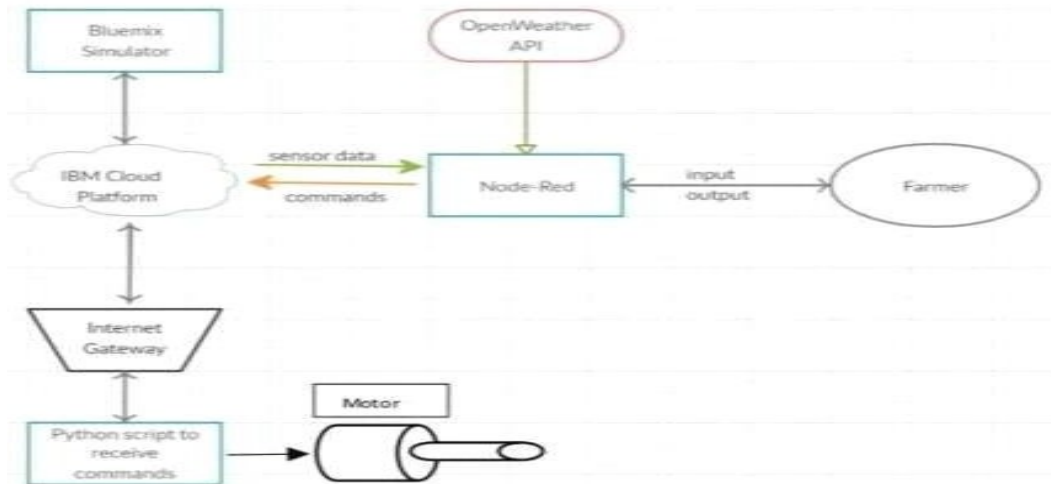 Bluemix
Simulator
OpenWeather
API
IBM Cloud
Platform
sensor data
commands
Node-Red
input
output
Farmer
Internet
Gateway
Motor
Python script to
receive
commands